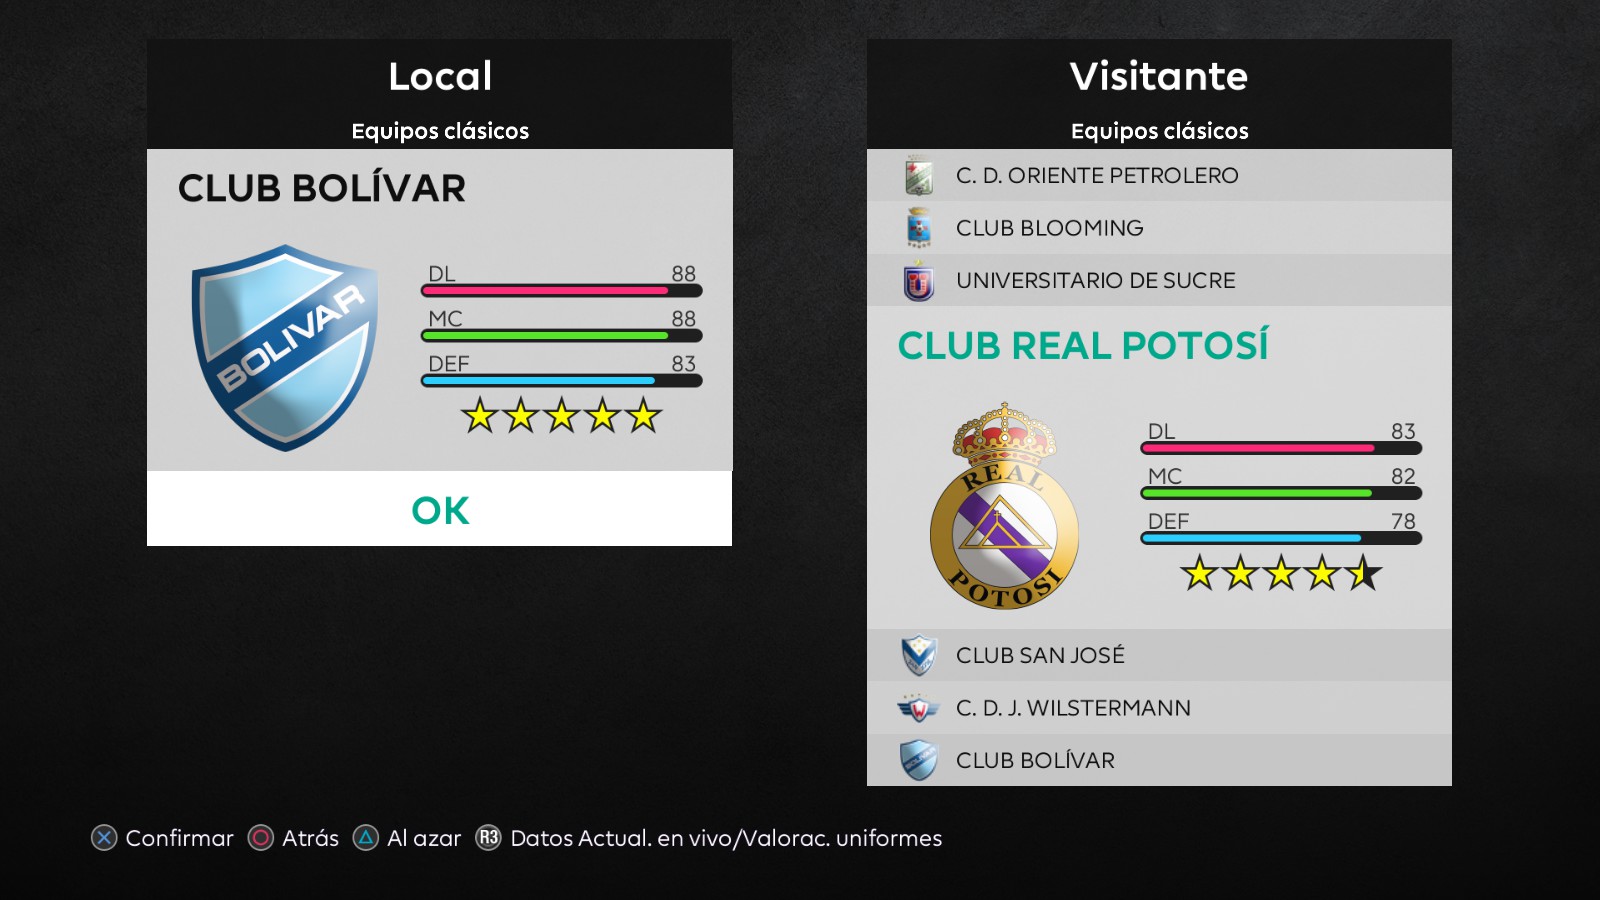 Local
Equipos clásicos
CLUB BOLÍVAR
BOLIVAR
DL 88
MC 88
DEF 83
OK
Visitante
Equipos clásicos
C. D. ORIENTE PETROLERO
CLUB BLOOMING
U
UNIVERSITARIO DE SUCRE
CLUB REAL POTOSÍ
REAL
POTOSI
DL 83
MC 82
DEF 78
CLUB SAN JOSÉ
W
C. D. J. WILSTERMANN
BOLIVAR
CLUB BOLÍVAR
Confirmar Atrás Al azar R3 Datos Actual. en vivo/Valorac. uniformes